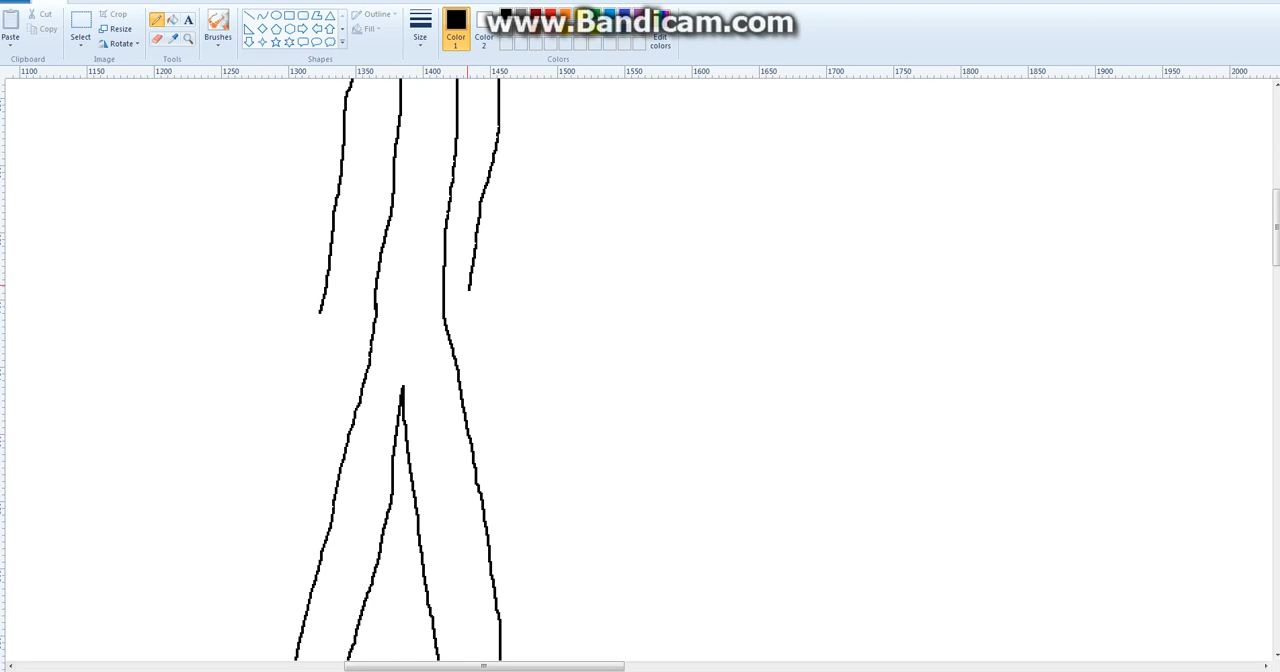 www.Bandicam.com
Paste
Cut
Copy
Clipboard
Select
Crop
Resize
Rotate
Image
A
Tools
Brushes
Shapes
Outline
Fill
Size
Color
1
Color
2
Edit
colors
Colors
1100 1150 1200 1250 1300 1350 1400 1450 1500 1550 1600 1650 1700 1750 1800 1850 1900 1950 2000